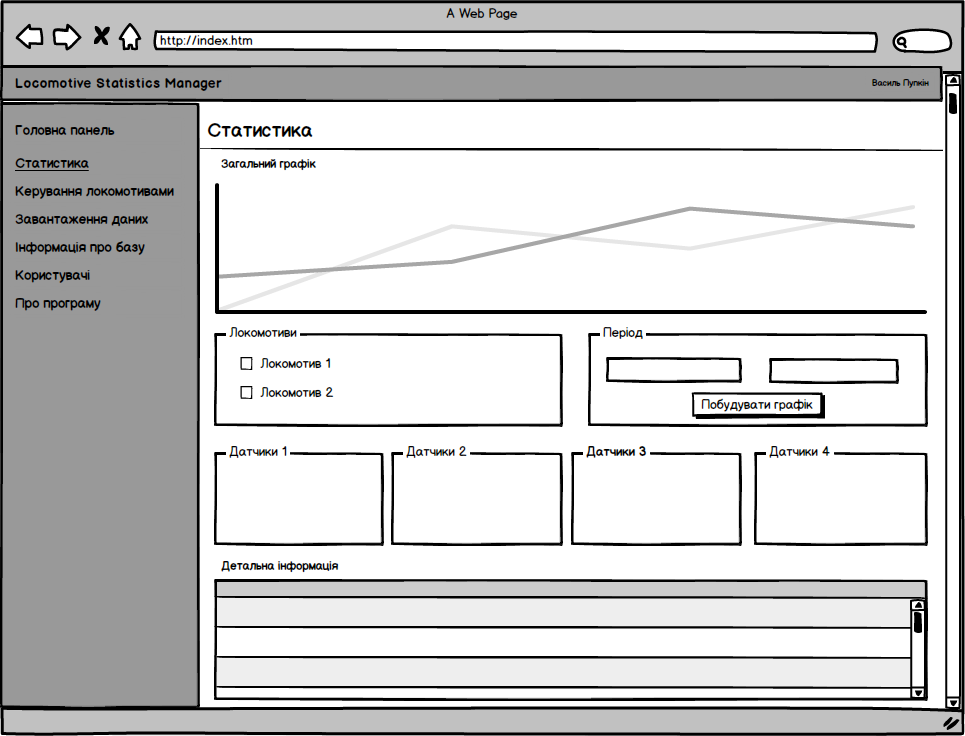 A Web Page
http://index.htm
Locomotive Statistics Manager
Василь Пупкін
Головна панель
Статистика
Керування локомотивами
Завантаження даних
Інформація про базу
Користувачі
Про програму
Статистика
Загальний графік
Локомотиви
Локомотив 1
Локомотив 2
Період
Побудувати графік
Датчики 1
Датчики 2
Датчики 3
Датчики 4
Детальна інформація